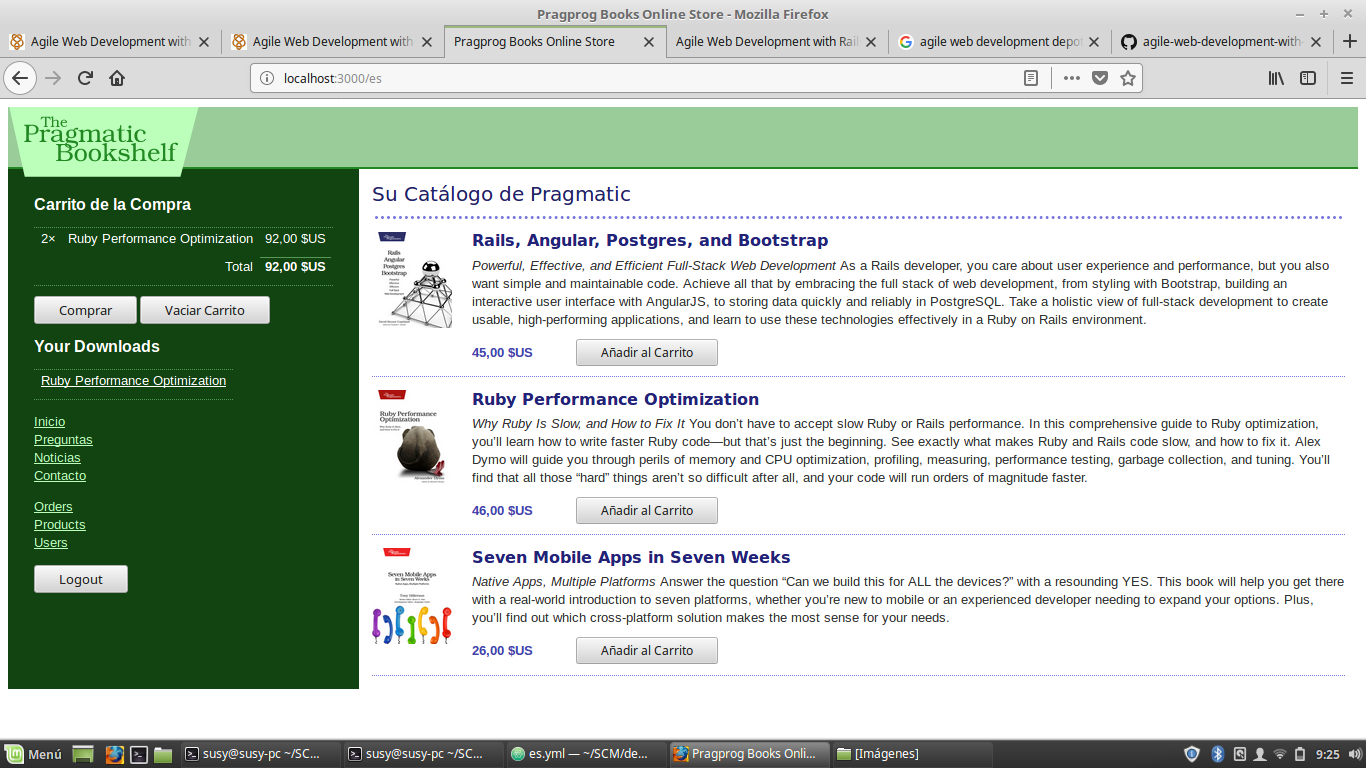 Pragprog Books Online Store - Mozilla Firefox
Agile Web Development with
Agile Web Development with
Pragprog Books Online Store
Agile Web Development with Rail
agile web development depo
agile-web-development-with-
localhost:3000/es
The
Pragmatic
Bookshelf
Carrito de la Compra
2× Ruby Performance Optimization 92,00 $US
Total 92,00 $US
Comprar Vaciar Carrito
Your Downloads
Ruby Performance Optimization
Inicio
Preguntas
Noticias
Contacto
Orders
Products
Users
Logout
Su Catálogo de Pragmatic
Rails
Angular
Postgres
Bootstrap
Rails, Angular, Postgres, and Bootstrap
Powerful, Effective, and Efficient Full-Stack Web Development As a Rails developer, you care about user experience and performance, but you also
want simple and maintainable code. Achieve all that by embracing the full stack of web development, from styling with Bootstrap, building an
interactive user interface with AngularJS, to storing data quickly and reliably in PostgreSQL. Take a holistic view of full-stack development to create
usable, high-performing applications, and learn to use these technologies effectively in a Ruby on Rails environment.
45,00 $US Añadir al Carrito
Ruby Performance
Optimization
Ruby Performance Optimization
Why Ruby Is Slow, and How to Fix It You don’t have to accept slow Ruby or Rails performance. In this comprehensive guide to Ruby optimization,
you’ll learn how to write faster Ruby code—but that’s just the beginning. See exactly what makes Ruby and Rails code slow, and how to fix it. Alex
Dymo will guide you through perils of memory and CPU optimization, profiling, measuring, performance testing, garbage collection, and tuning. You’ll
find that all those “hard” things aren’t so difficult after all, and your code will run orders of magnitude faster.
46,00 $US Añadir al Carrito
Seven Mobile Apps
in Seven Weeks
Seven Mobile Apps in Seven Weeks
Native Apps, Multiple Platforms Answer the question “Can we build this for ALL the devices?” with a resounding YES. This book will help you get there
with a real-world introduction to seven platforms, whether you’re new to mobile or an experienced developer needing to expand your options. Plus,
you’ll find out which cross-platform solution makes the most sense for your needs.
26,00 $US Añadir al Carrito
Menú
susy@susy-pc ~/SC...
susy@susy-pc ~/SC...
es.yml — ~/SCM/de...
Pragprog Books Onli...
[Imágenes]
9:25